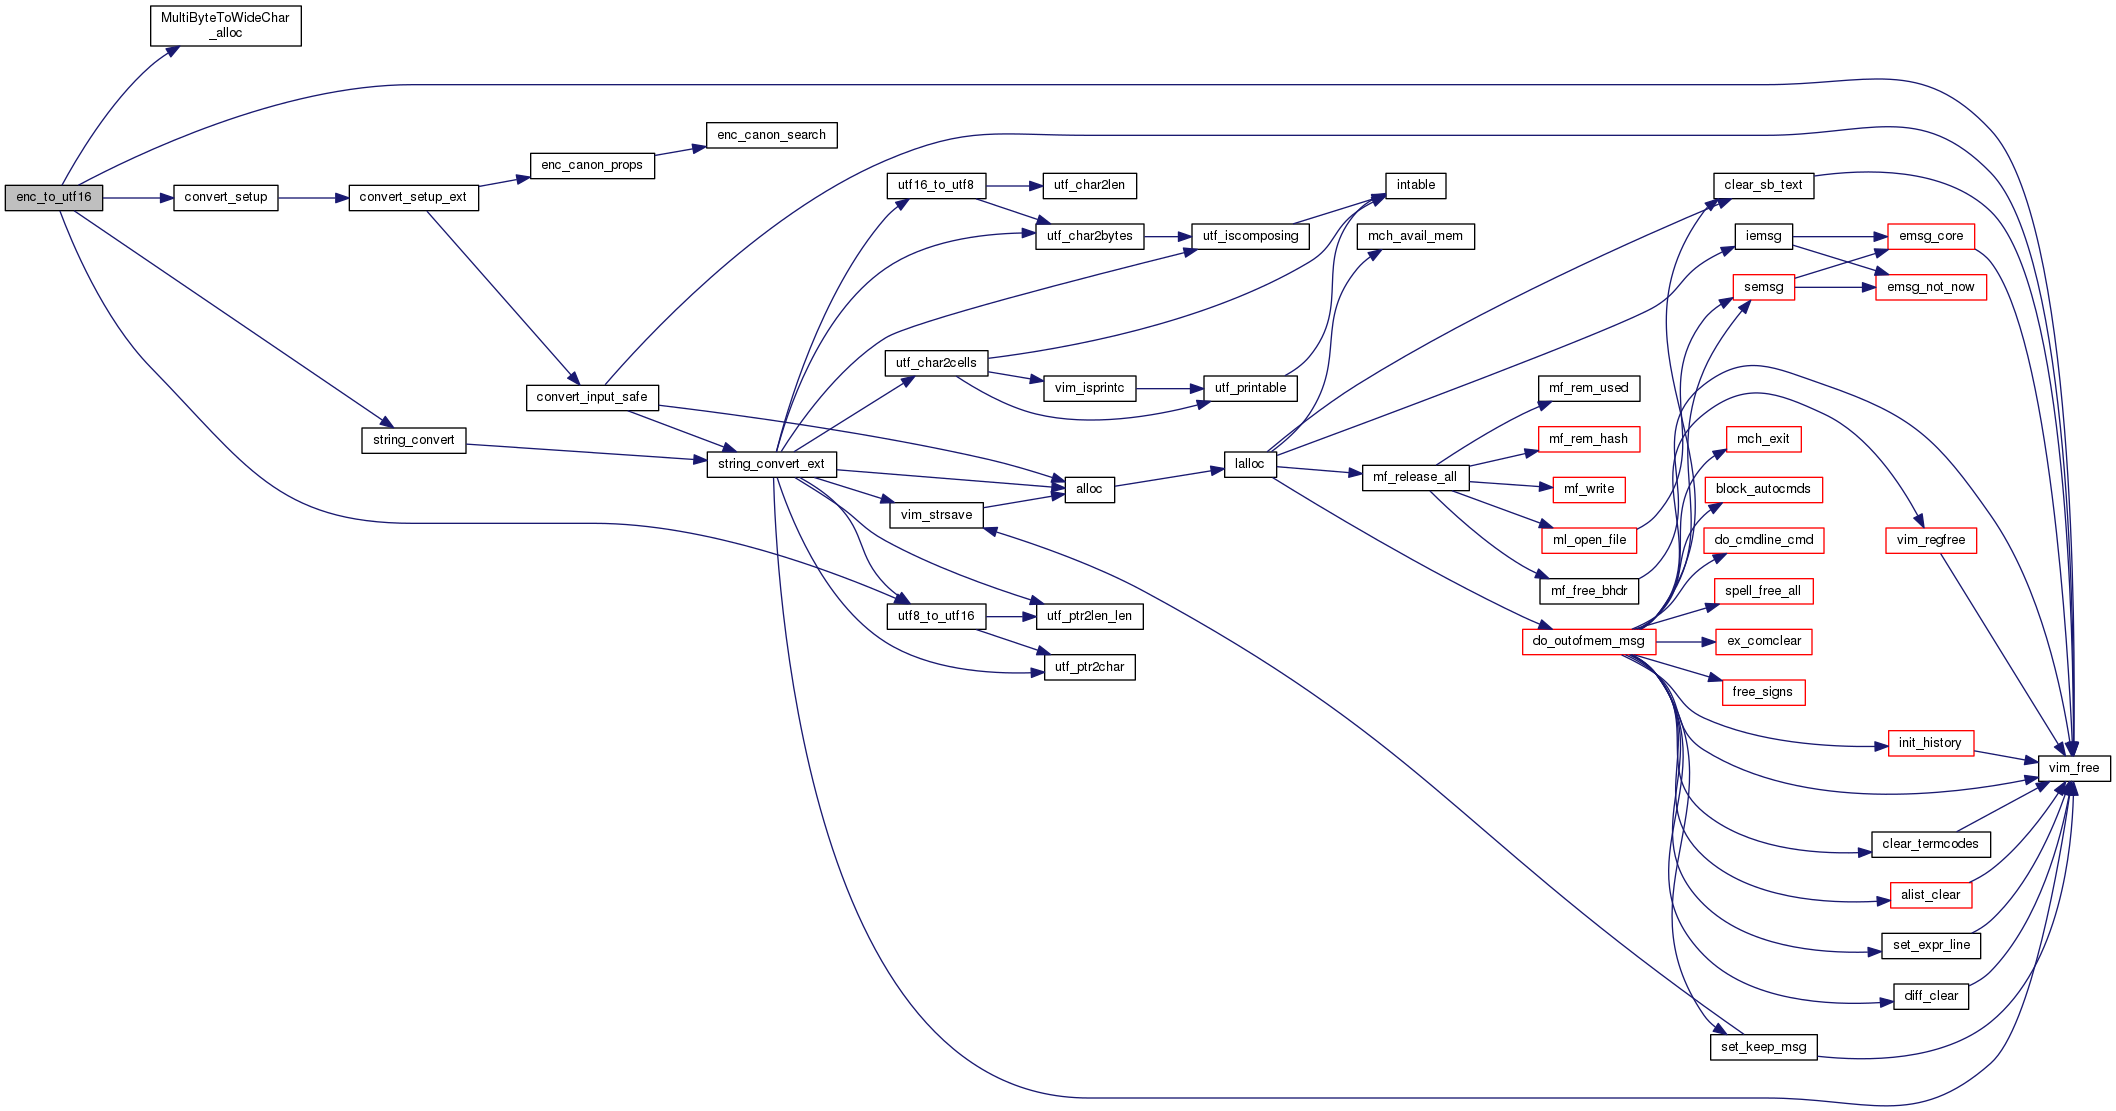 MultiByteToWideChar
_alloc
enc_to_utf16
convert_setup
convert_setup_ext
enc_canon_props
enc_canon_search
convert_input_safe
string_convert
string_convert_ext
utf16_to_utf8
utf_char2len
utf_char2bytes
utf_iscomposing
intable
mch_avail_mem
utf_char2cells
vim_isprintc
utf_printable
alloc
vim_strsave
lalloc
utf8_to_utf16
utf_ptr2len_len
utf_ptr2char
mf_release_all
mf_rem_used
mf_rem_hash
mf_write
ml_open_file
mf_free_bhdr
do_outofmem_msg
clear_sb_text
iemsg
semsg
emsg_core
emsg_not_now
mch_exit
block_autocmds
do_cmdline_cmd
vim_regfree
spell_free_all
ex_comclear
free_signs
init_history
vim_free
clear_termcodes
alist_clear
set_expr_line
diff_clear
set_keep_msg